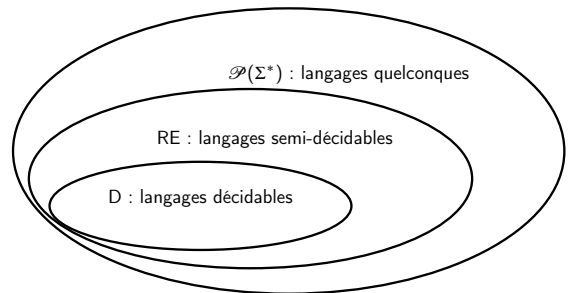 𝒫(Σ*) : langages quelconques
RE : langages semi-décidables
D : langages décidables